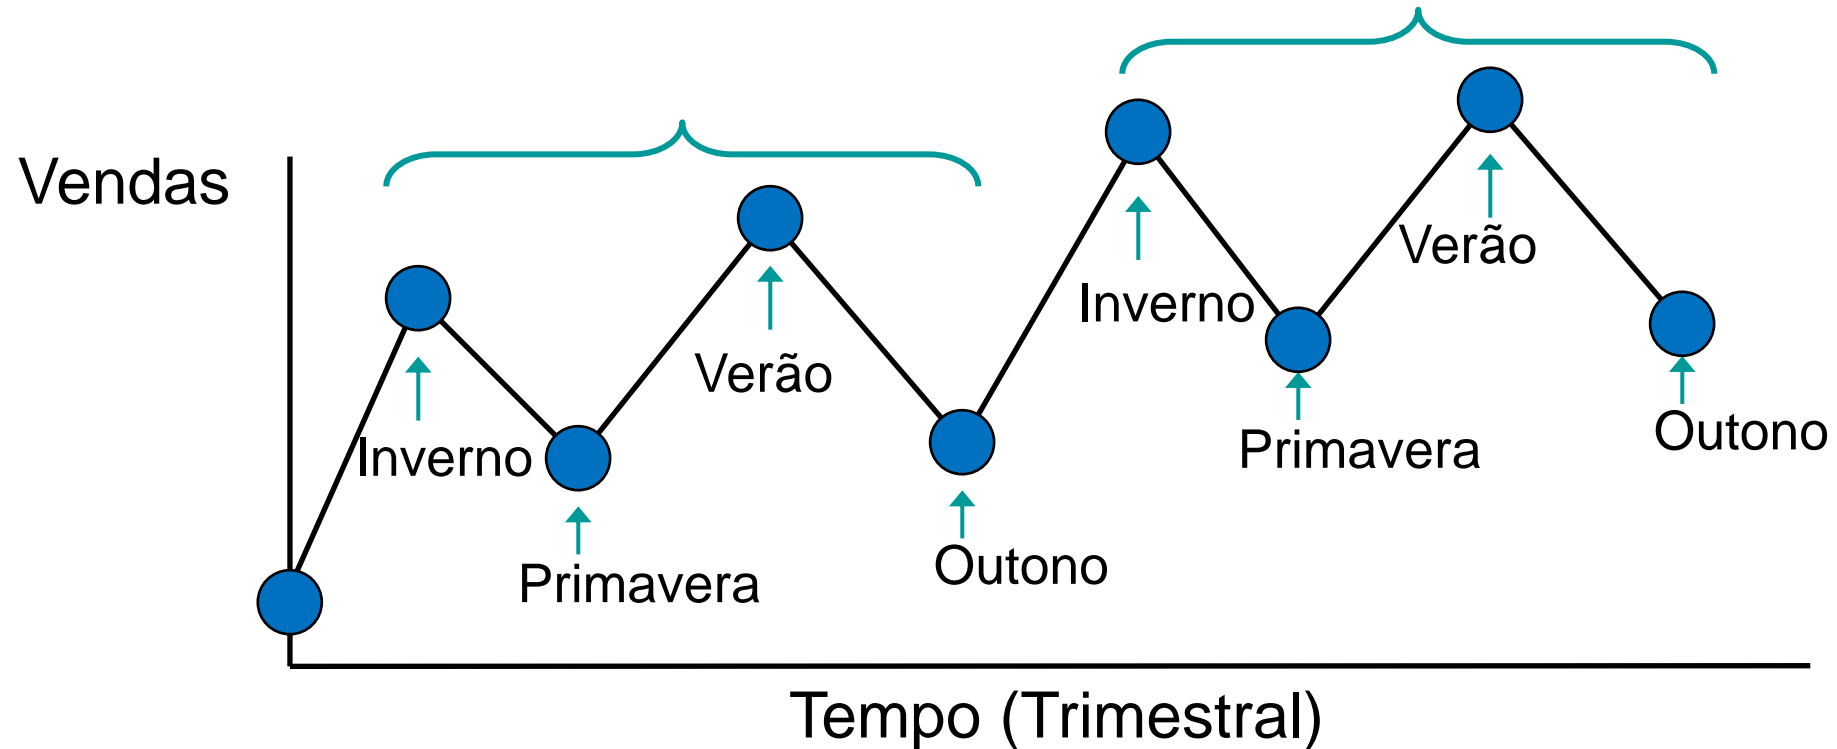 Vendas
Verão
Inverno
Verão
Outono
Inverno
Primavera
Outono
Primavera
Tempo (Trimestral)